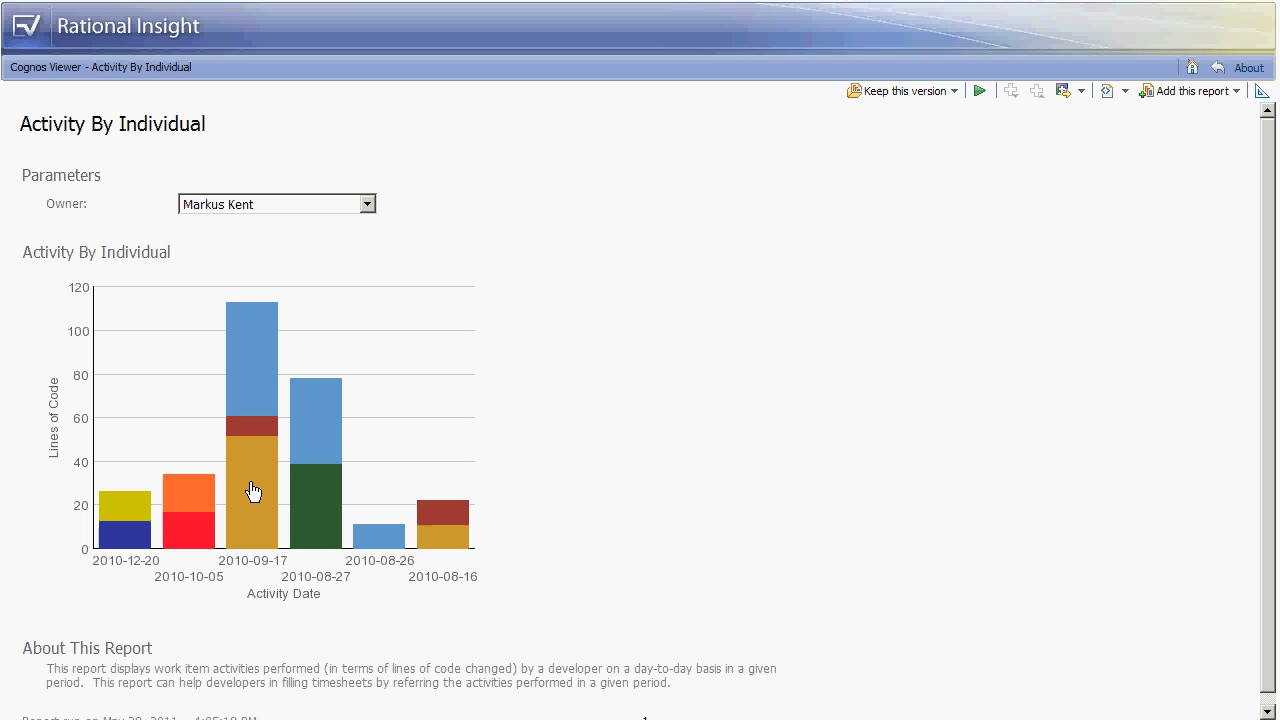 Rational Insight
Cognos Viewer - Activity By Individual
About
Keep this version
Add this report
Activity By Individual
Parameters
Owner:
Markus Kent
Activity By Individual
120
100
80
60
40
20
0
Lines of Code
2010-12-20
2010-10-05
2010-09-17
2010-08-27
2010-08-26
2010-08-16
Activity Date
About This Report
This report displays work item activities performed (in terms of lines of code changed) by a developer on a day-to-day basis in a given
period. This report can help developers in filling timesheets by referring the activities performed in a given period.